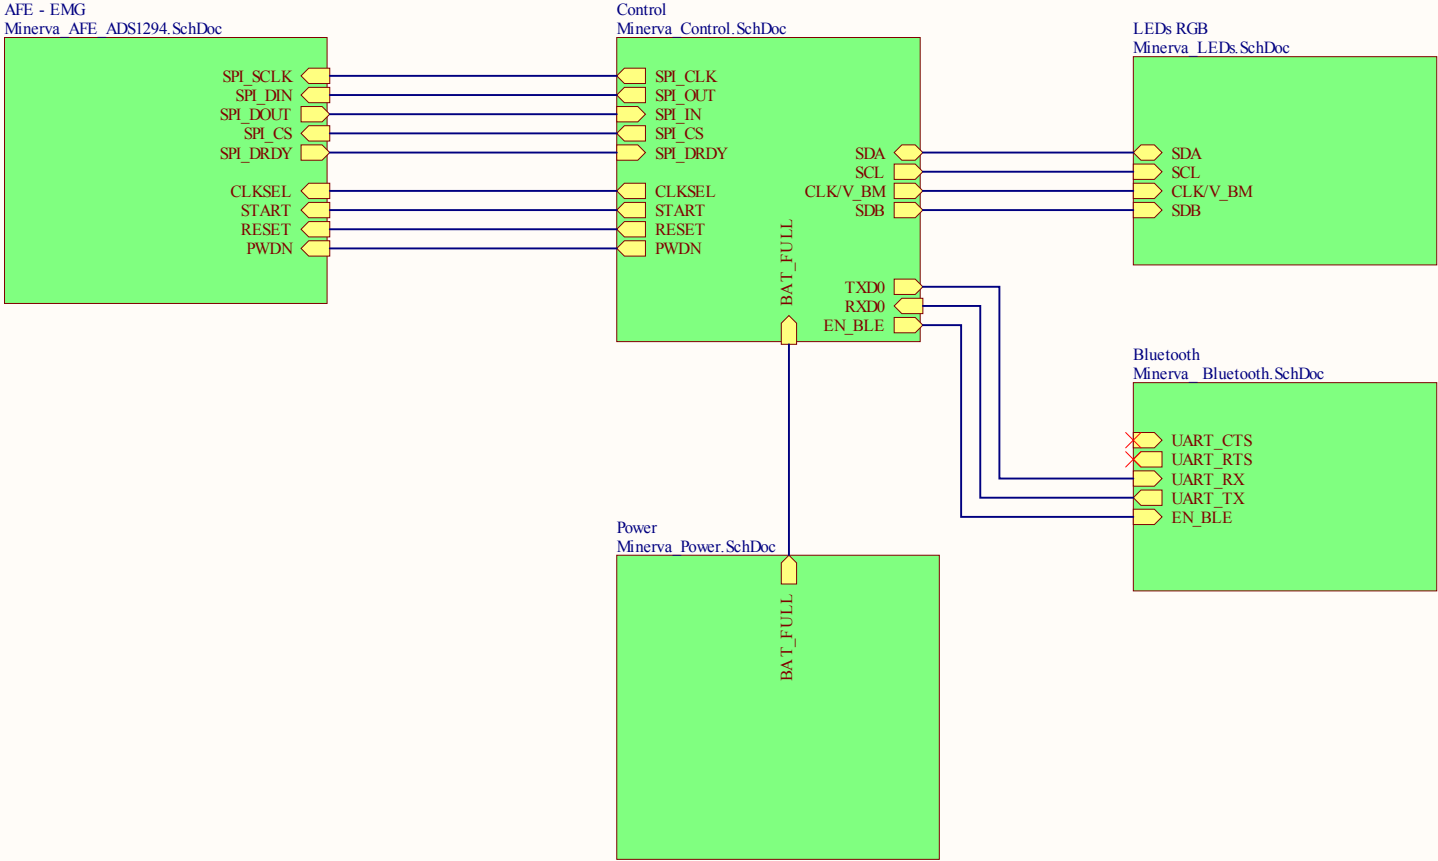 AFE - EMG
Minerva_AFE_ADS1294.SchDoc
SPI_SCLK
SPI_DIN
SPI_DOUT
SPI_CS
SPI_DRDY
CLKSEL
START
RESET
PWDN
Control
Minerva_Control.SchDoc
SPI_CLK
SPI_OUT
SPI_IN
SPI_CS
SPI_DRDY
CLKSEL
START
RESET
PWDN
SDA
SCL
CLK/V_BM
SDB
BAT_FULL
TXD0
RXD0
EN_BLE
LEDs RGB
Minerva_LEDs.SchDoc
SDA
SCL
CLK/V_BM
SDB
Bluetooth
Minerva_ Bluetooth.SchDoc
UART_CTS
UART_RTS
UART_RX
UART_TX
EN_BLE
Power
Minerva_Power.SchDoc
BAT_FULL